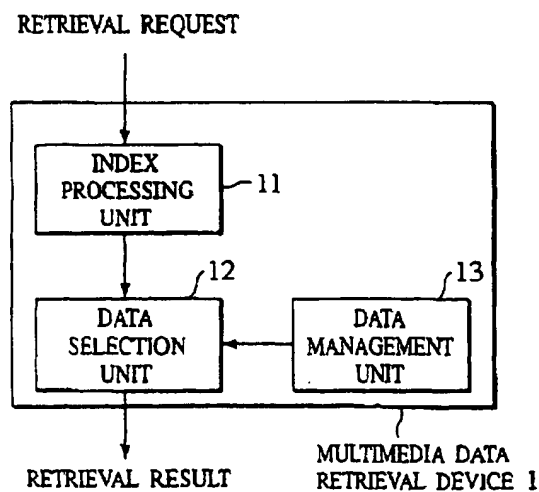 RETRIEVAL REQUEST
INDEX
PROCESSING
UNIT
11
12
13
DATA
SELECTION
UNIT
DATA
MANAGEMENT
UNIT
RETRIEVAL RESULT
MULTIMEDIA DATA
RETRIEVAL DEVICE 1